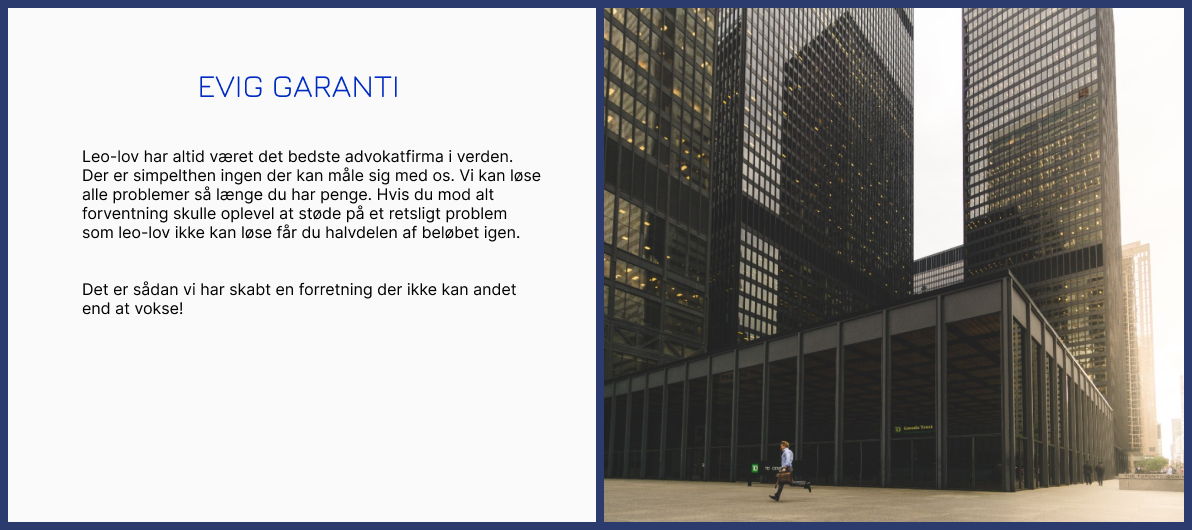 EVIG GARANTI
Leo-lov har altid været det bedste advokatfirma i verden.
Der er simpelthen ingen der kan måle sig med os. Vi kan løse
alle problemer så længe du har penge. Hvis du mod alt
forventning skulle oplevel at støde på et retsligt problem
som leo-lov ikke kan løse får du halvdelen af beløbet igen.
Det er sådan vi har skabt en forretning der ikke kan andet
end at vokse!
Canada Trust